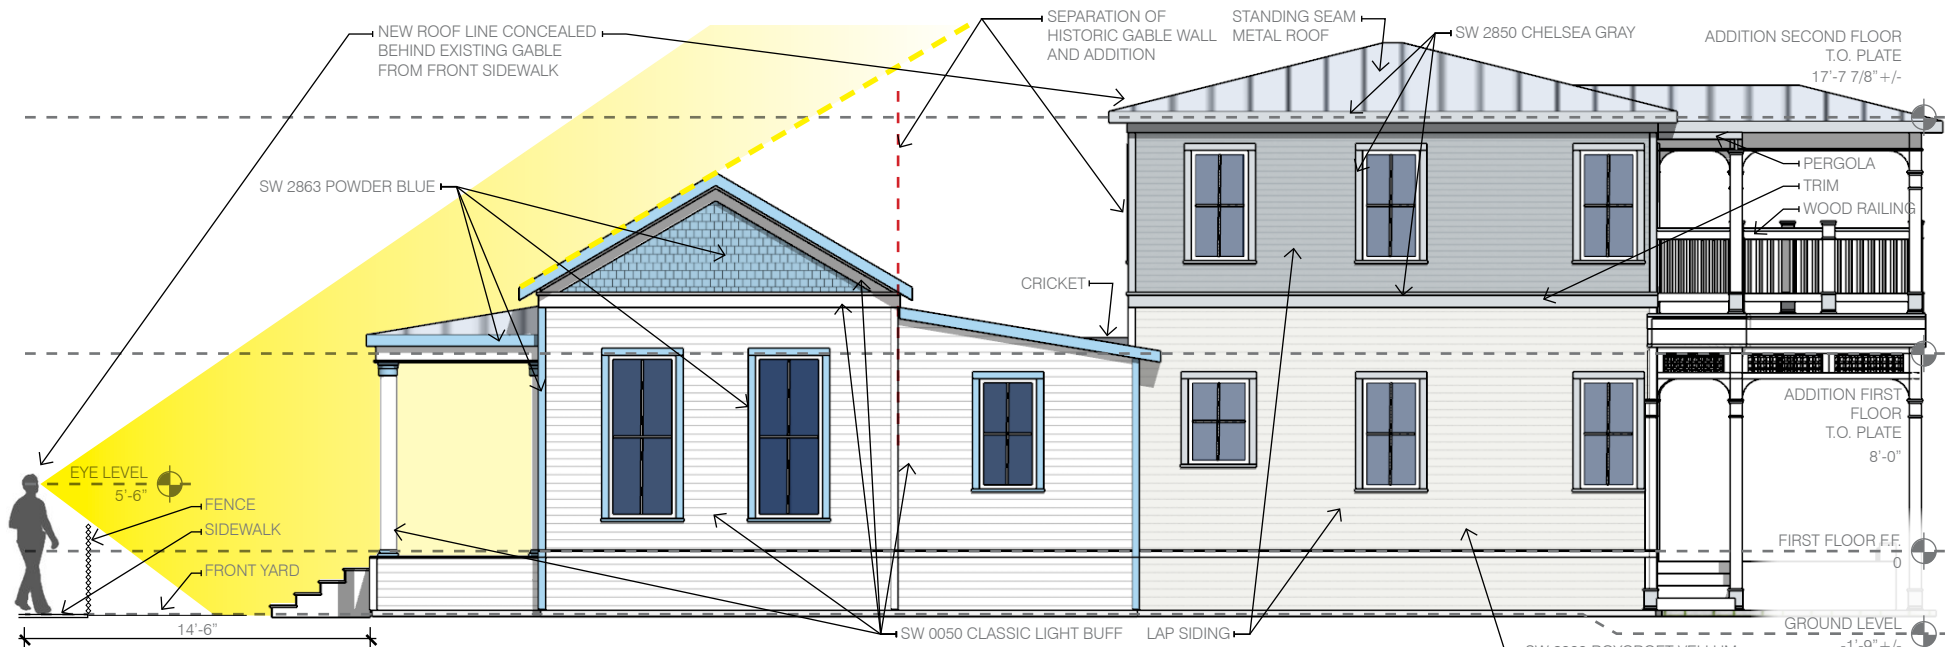 NEW ROOF LINE CONCEALED
BEHIND EXISTING GABLE
FROM FRONT SIDEWALK
SEPARATION OF
HISTORIC GABLE WALL
AND ADDITION
STANDING SEAM
METAL ROOF
SW 2850 CHELSEA GRAY
ADDITION SECOND FLOOR
T.O. PLATE
17'-7 7/8" +/-
SW 2863 POWDER BLUE
PERGOLA
TRIM
WOOD RAILING
CRICKET
ADDITION FIRST
FLOOR
T.O. PLATE
8'-0"
EYE LEVEL
5'-6"
FENCE
SIDEWALK
FRONT YARD
FIRST FLOOR F.F.
0
14'-6"
SW 0050 CLASSIC LIGHT BUFF
LAP SIDING
GROUND LEVEL
-1'-9" +/-